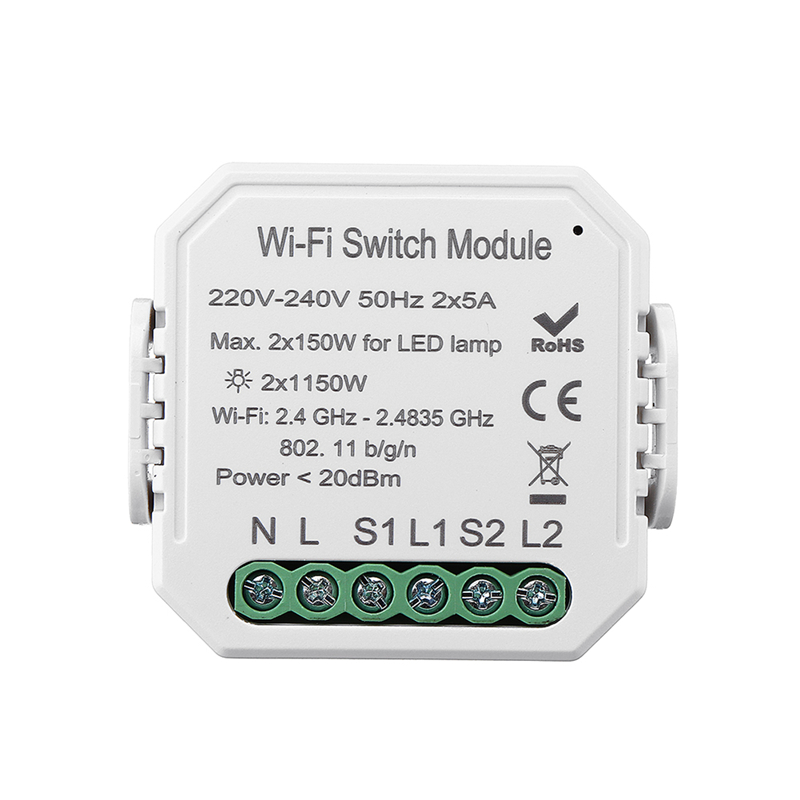 Wi-Fi Switch Module
220V-240V 50Hz 2x5A
Max. 2x150W for LED lamp
RoHS
2x1150W
CE
Wi-Fi: 2.4 GHz - 2.4835 GHz
802. 11 b/g/n
Power < 20dBm
N L S1 L1 S2 L2